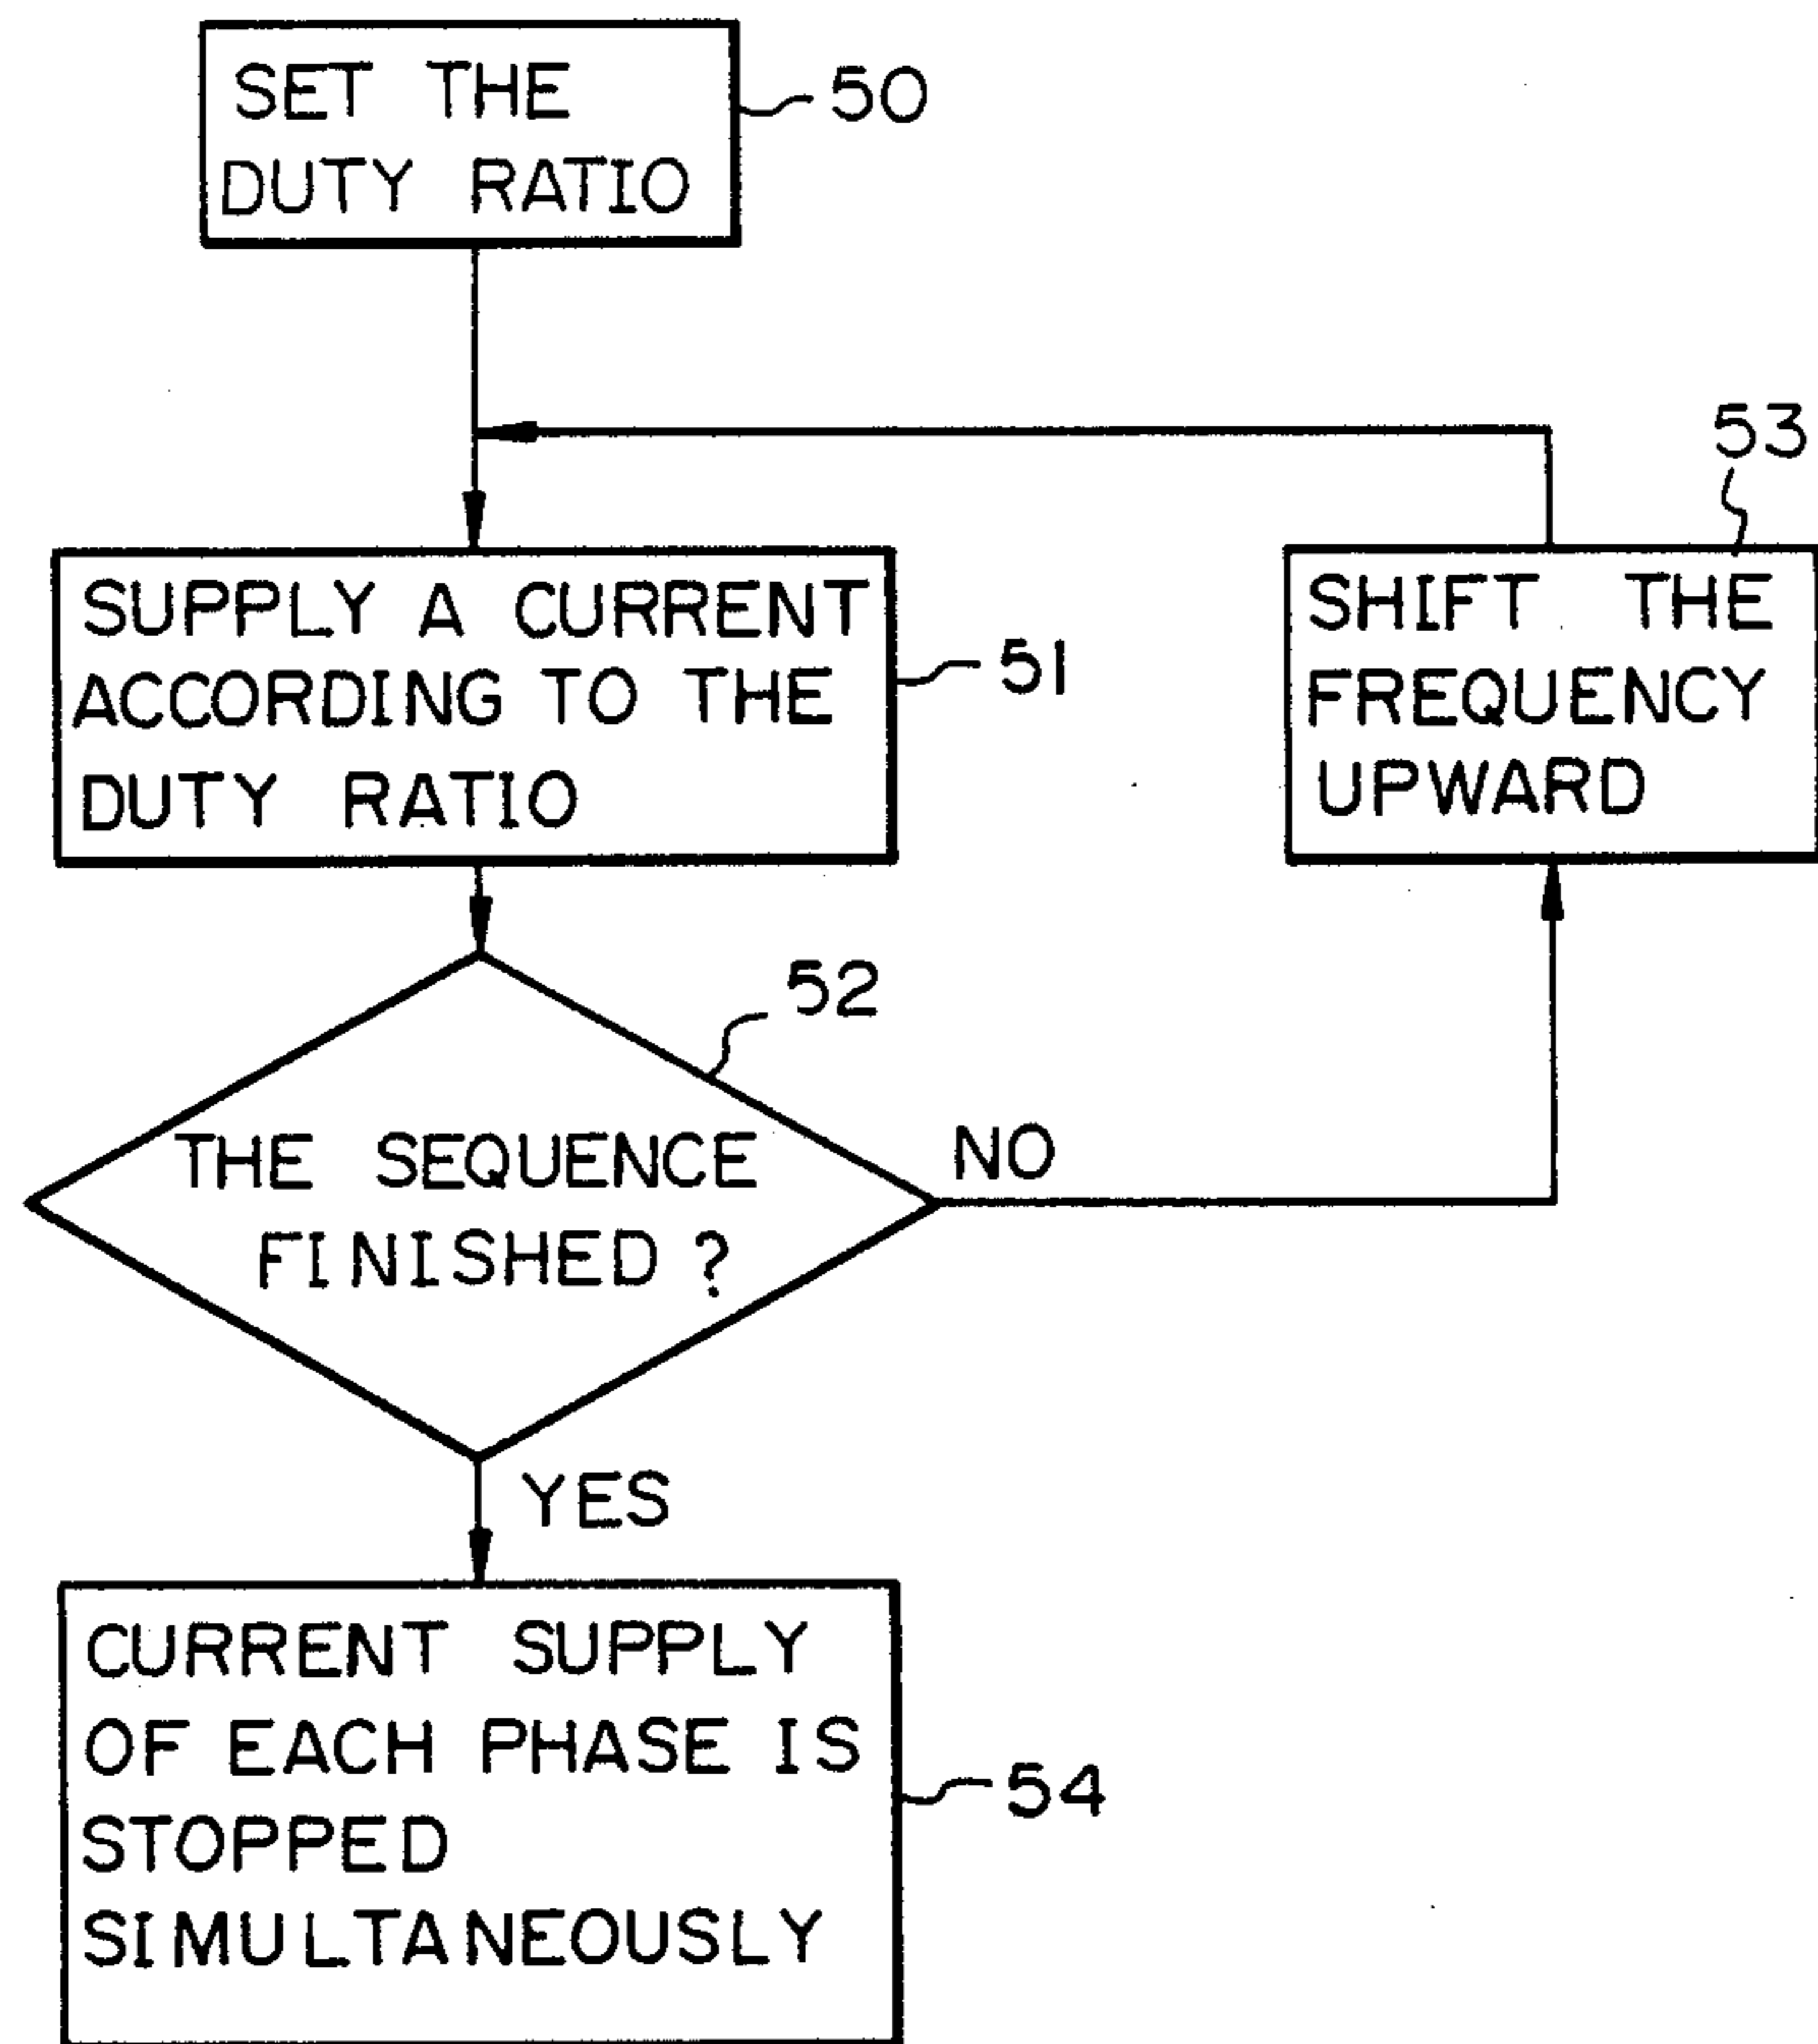 SET THE
DUTY RATIO
50
53
SUPPLY A CURRENT
ACCORDING TO THE
DUTY RATIO
51
SHIFT THE
FREQUENCY
UPWARD
52
THE SEQUENCE
FINISHED ?
NO
YES
CURRENT SUPPLY
OF EACH PHASE IS
STOPPED
SIMULTANEOUSLY
54